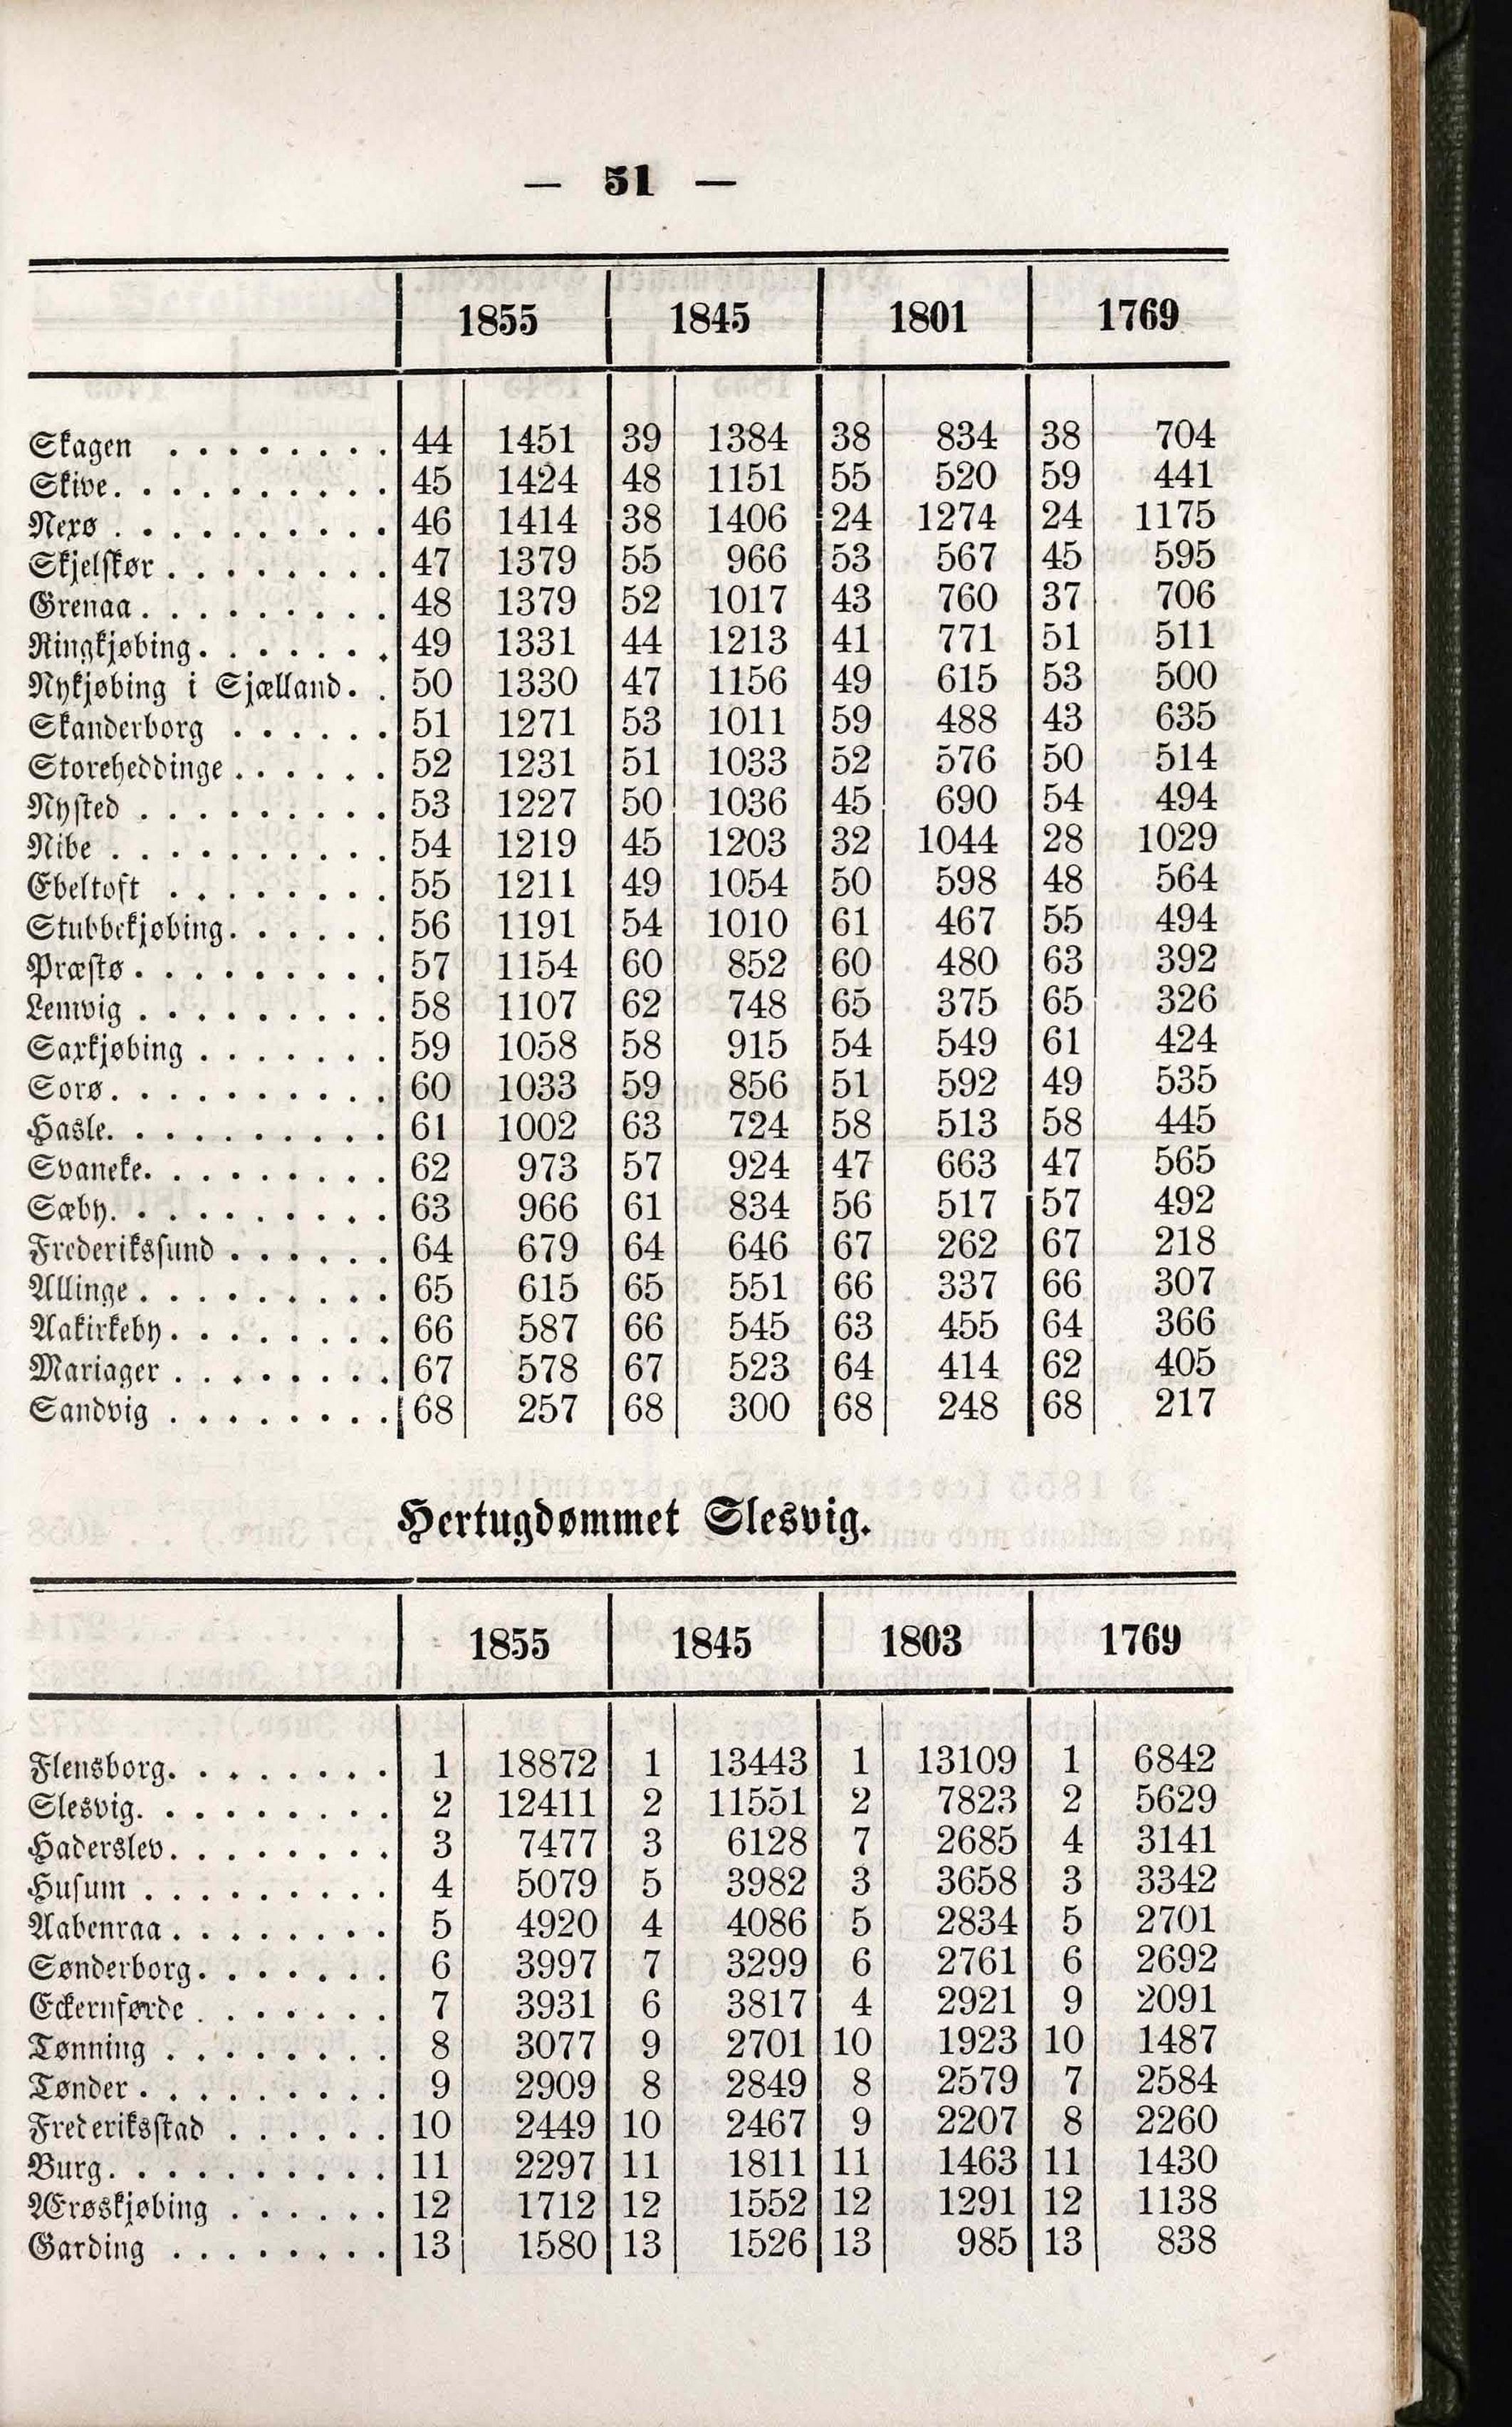 — 51 —
1855 1845 1801 1769
Skagen . . . . . . . . 44 1451 39 1384 38 834 38 704
Skive. . . . . . . . . . 45 1424 48 1151 55 520 59 441
Nexø . . . . . . . . . . 46 1414 38 1406 24 1274 24 1175
Skjelskør . . . . . . . . 47 1379 55 966 53 567 45 595
Grenaa. . . . . . . . . 48 1379 52 1017 43 760 37 706
Ringkjøbing. . . . . . . 49 1331 44 1213 41 771 51 511
Nykjøbing i Sjælland. . 50 1330 47 1156 49 615 53 500
Skanderborg . . . . . . 51 1271 53 1011 59 488 43 635
Storeheddinge . . . . . . 52 1231 51 1033 52 576 50 514
Nysted . . . . . . . . . 53 1227 50 1036 45 690 54 494
Nibe . . . . . . . . . . 54 1219 45 1203 32 1044 28 1029
Ebeltoft . . . . . . . . 55 1211 49 1054 50 598 48 564
Stubbekjøbing. . . . . . 56 1191 54 1010 61 467 55 494
Præstø . . . . . . . . . 57 1154 60 852 60 480 63 392
Lemvig . . . . . . . . . 58 1107 62 748 65 375 65 326
Saxkjøbing . . . . . . . 59 1058 58 915 54 549 61 424
Sorø. . . . . . . . . . 60 1033 59 856 51 592 49 535
Hasle. . . . . . . . . . 61 1002 63 724 58 513 58 445
Svaneke. . . . . . . . . 62 973 57 924 47 663 47 565
Sæby. . . . . . . . . . 63 966 61 834 56 517 57 492
Frederikssund . . . . . . 64 679 64 646 67 262 67 218
Allinge . . . . . . . . . 65 615 65 551 66 337 66 307
Aakirkeby. . . . . . . . 66 587 66 545 63 455 64 366
Mariager . . . . . . . . 67 578 67 523 64 414 62 405
Sandvig . . . . . . . . 68 257 68 300 68 248 68 217
Hertugdømmet Slesvig.
1855 1845 1803 1769
Flensborg. . . . . . . . 1 18872 1 13443 1 13109 1 6842
Slesvig. . . . . . . . . 2 12411 2 11551 2 7823 2 5629
Haderslev. . . . . . . . 3 7477 3 6128 7 2685 4 3141
Husum . . . . . . . . . 4 5079 5 3982 3 3658 3 3342
Aabenraa. . . . . . . . 5 4920 4 4086 5 2834 5 2701
Sønderborg. . . . . . . 6 3997 7 3299 6 2761 6 2692
Eckernførde . . . . . . . 7 3931 6 3817 4 2921 9 2091
Tønning . . . . . . . . 8 3077 9 2701 10 1923 10 1487
Tønder . . . . . . . . . 9 2909 8 2849 8 2579 7 2584
Frederiksstad . . . . . . 10 2449 10 2467 9 2207 8 2260
Burg. . . . . . . . . . 11 2297 11 1811 11 1463 11 1430
Ærøskjøbing . . . . . . 12 1712 12 1552 12 1291 12 1138
Garding . . . . . . . . 13 1580 13 1526 13 985 13 838